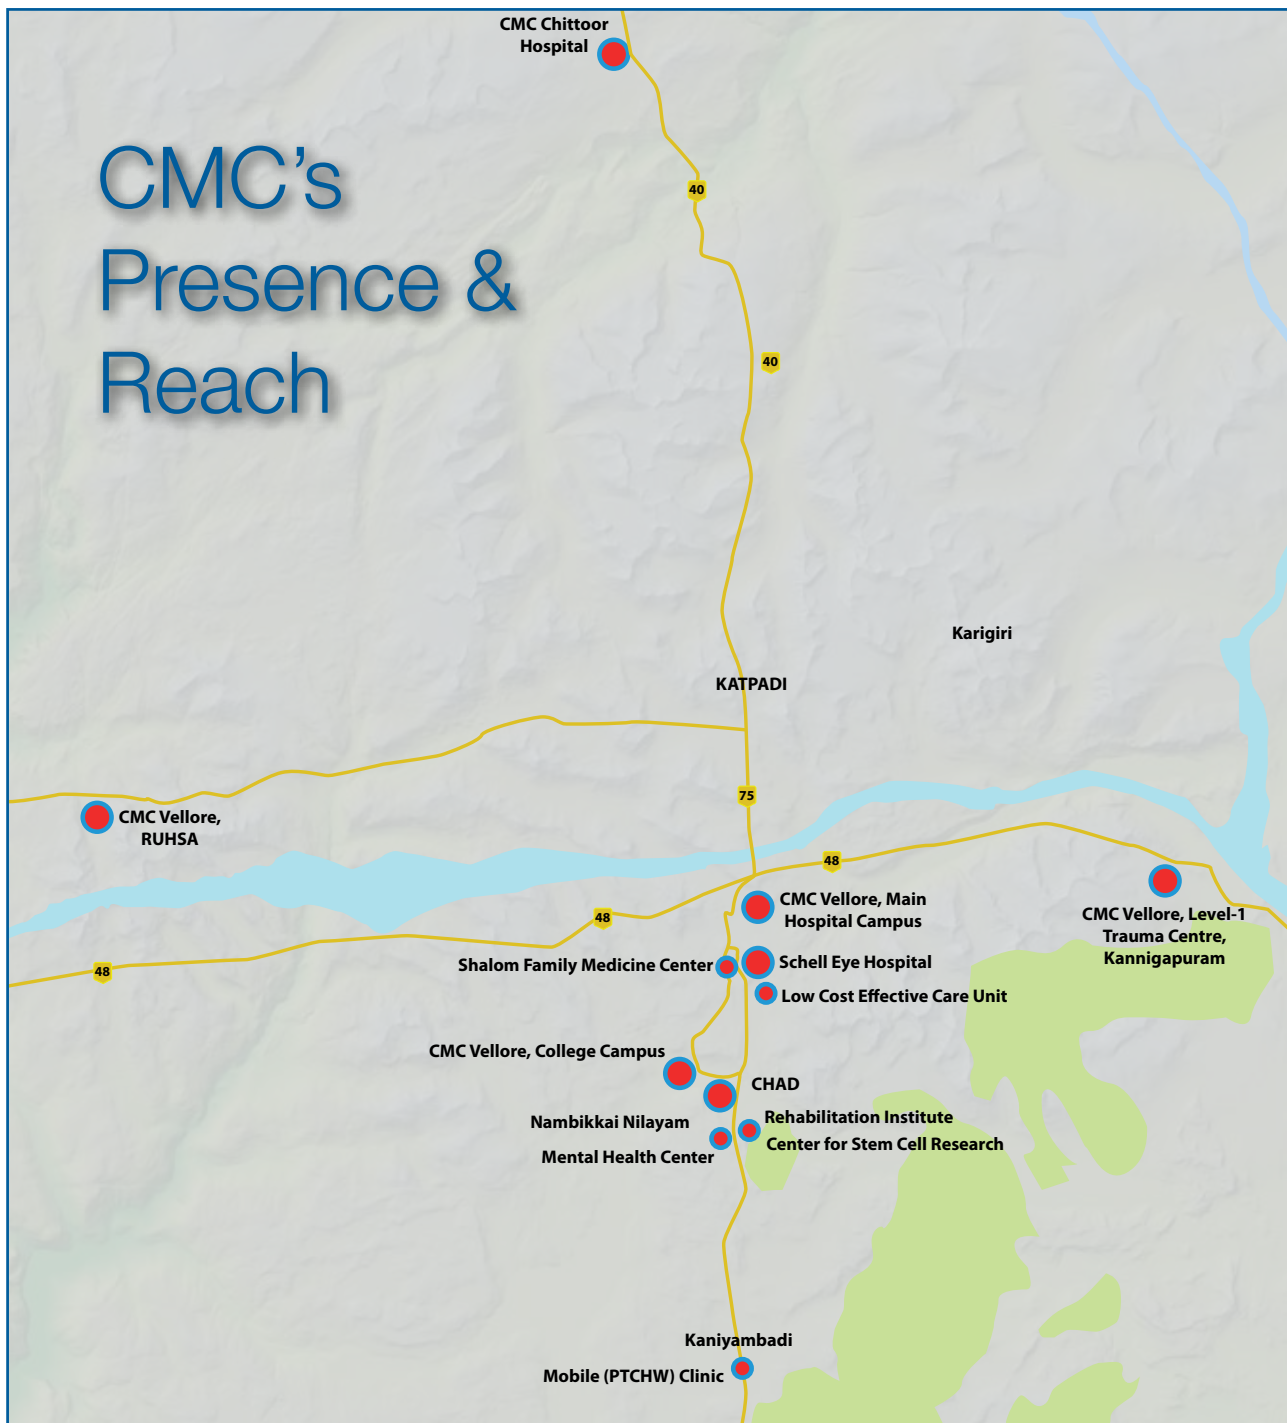 CMC Chittoor
Hospital
CMC's
Presence &
Reach
40
40
Karigiri
KATPADI
75
CMC Vellore,
RUHSA
48
48
48
CMC Vellore, Main
Hospital Campus
CMC Vellore, Level-1
Trauma Centre,
Kannigapuram
Shalom Family Medicine Center
Schell Eye Hospital
Low Cost Effective Care Unit
CMC Vellore, College Campus
CHAD
Nambikkai Nilayam
Rehabilitation Institute
Center for Stem Cell Research
Mental Health Center
Kaniyambadi
Mobile (PTCHW) Clinic